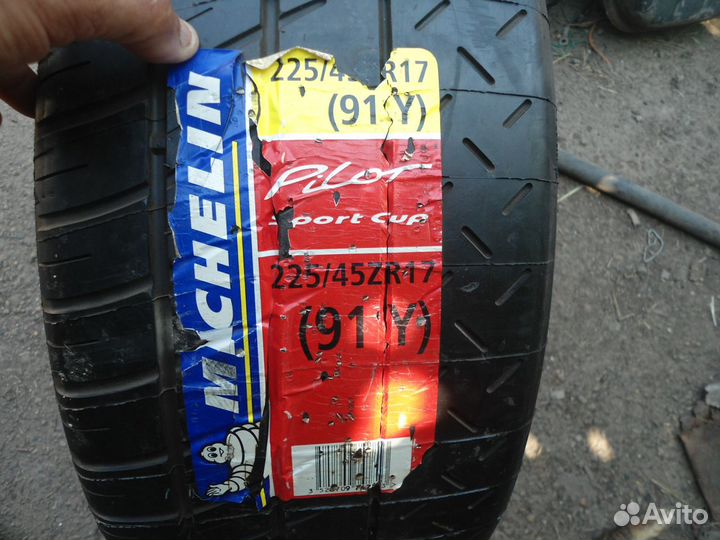 MICHELIN
225/45ZR17
(91Y)
Pilot
Sport Cup
225/45ZR17
(91Y)
Avito